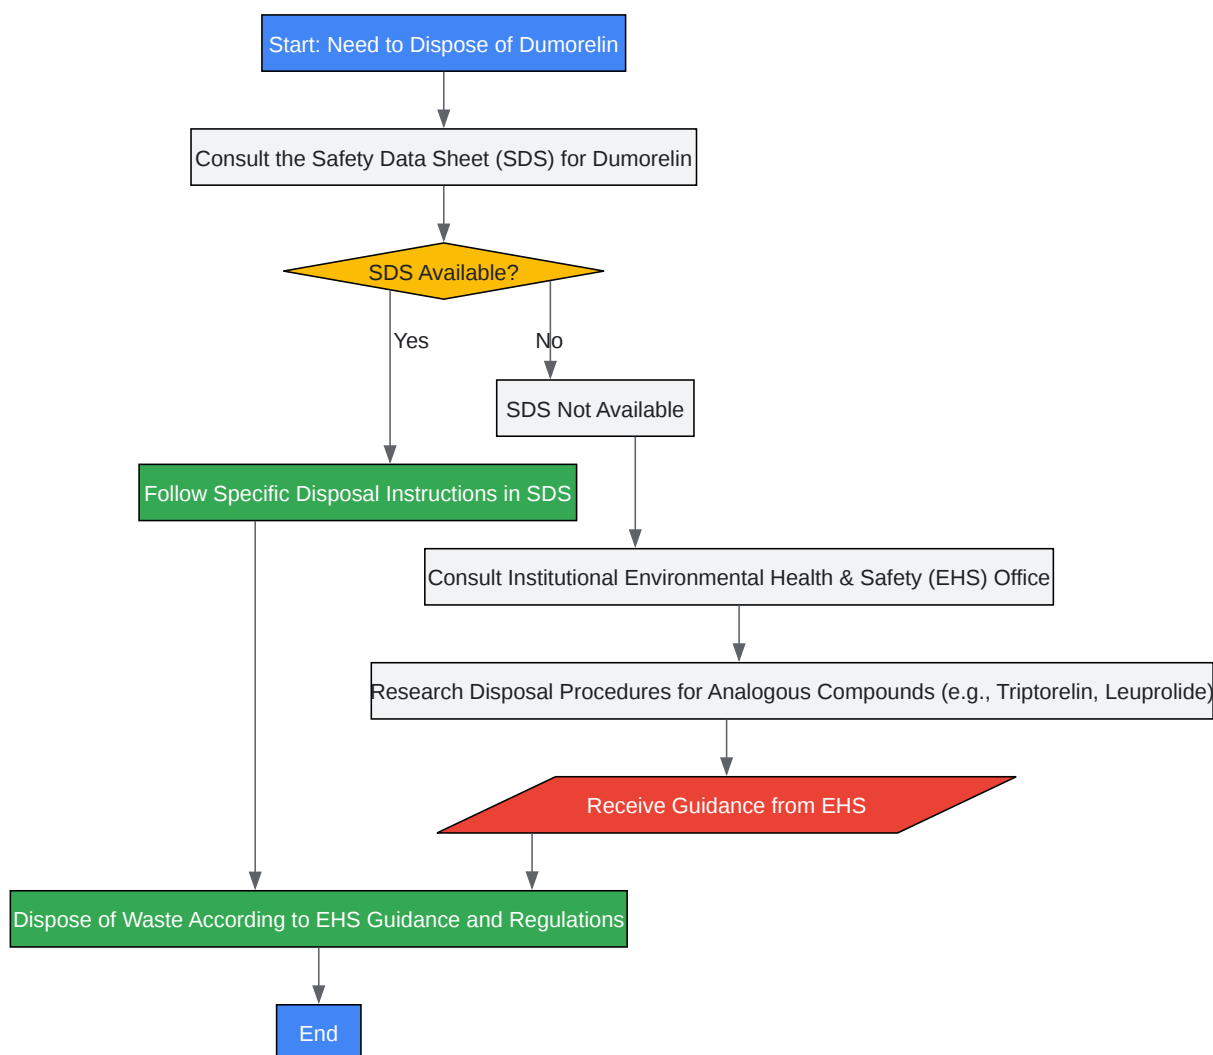 Start: Need to Dispose of Dumorelin
Consult the Safety Data Sheet (SDS) for Dumorelin
SDS Available?
Yes
No
SDS Not Available
Follow Specific Disposal Instructions in SDS
Consult Institutional Environmental Health & Safety (EHS) Office
Research Disposal Procedures for Analogous Compounds (e.g., Triptorelin, Leuprolide)
Receive Guidance from EHS
Dispose of Waste According to EHS Guidance and Regulations
End